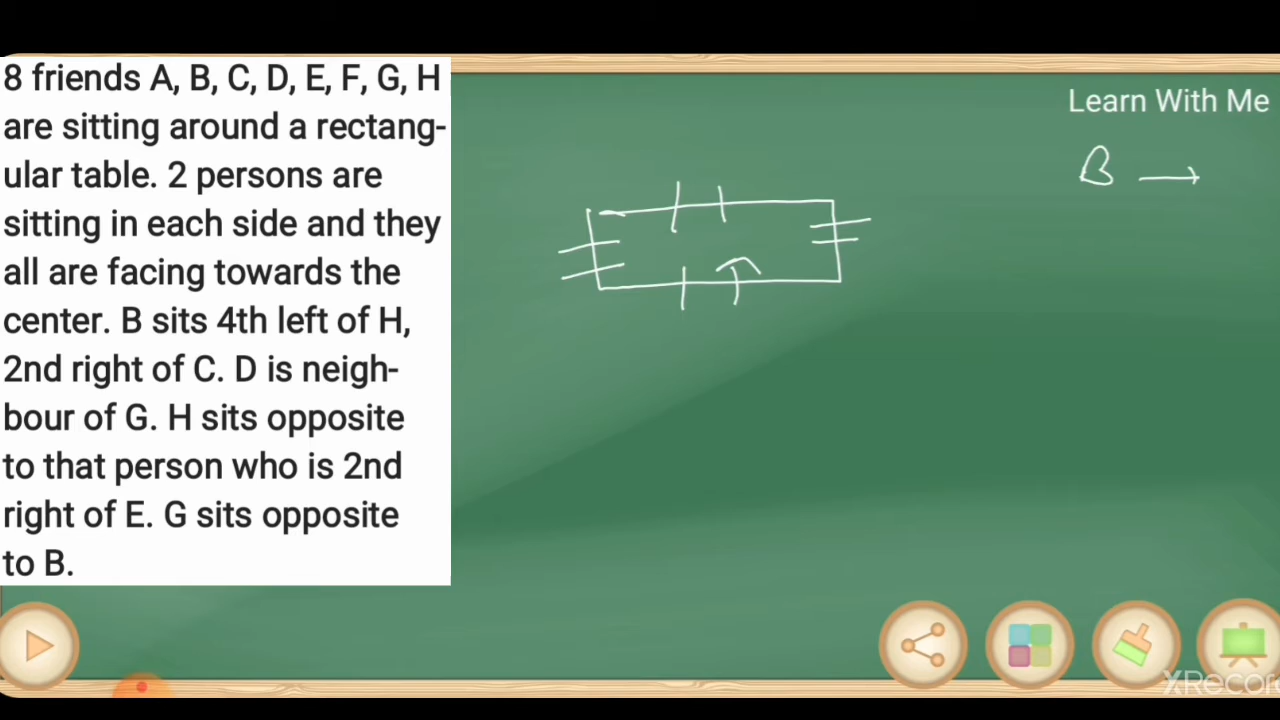 8 friends A, B, C, D, E, F, G, H
are sitting around a rectang-
ular table. 2 persons are
sitting in each side and they
all are facing towards the
center. B sits 4th left of H,
2nd right of C. D is neigh-
bour of G. H sits opposite
to that person who is 2nd
right of E. G sits opposite
to B.
Learn With Me
B →
XRecor